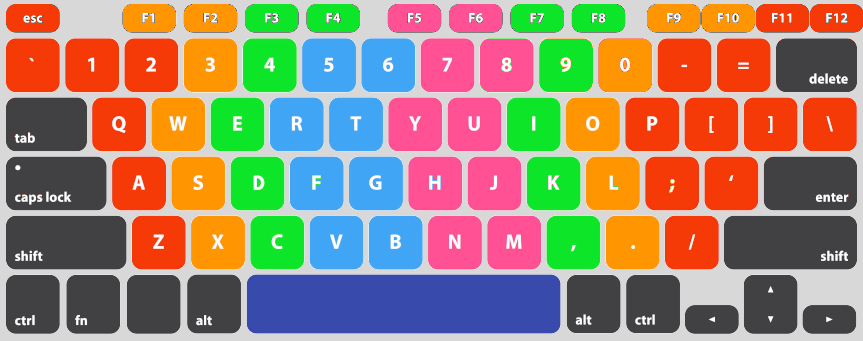 esc F1 F2 F3 F4 F5 F6 F7 F8 F9 F10 F11 F12
` 1 2 3 4 5 6 7 8 9 0 - = delete
tab Q W E R T Y U I O P [ ] \
caps lock A S D F G H J K L ; ‘ enter
shift Z X C V B N M , . / shift
ctrl fn alt alt ctrl ◄ ▲ ▼ ►